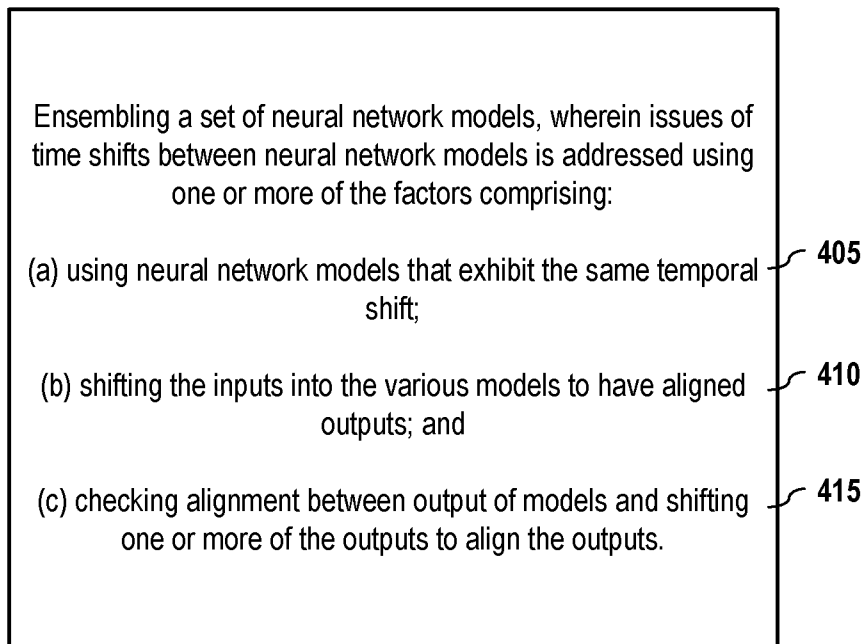 Ensembling a set of neural network models, wherein issues of
time shifts between neural network models is addressed using
one or more of the factors comprising:
(a) using neural network models that exhibit the same temporal
shift;
405
(b) shifting the inputs into the various models to have aligned
outputs; and
410
(c) checking alignment between output of models and shifting
one or more of the outputs to align the outputs.
415